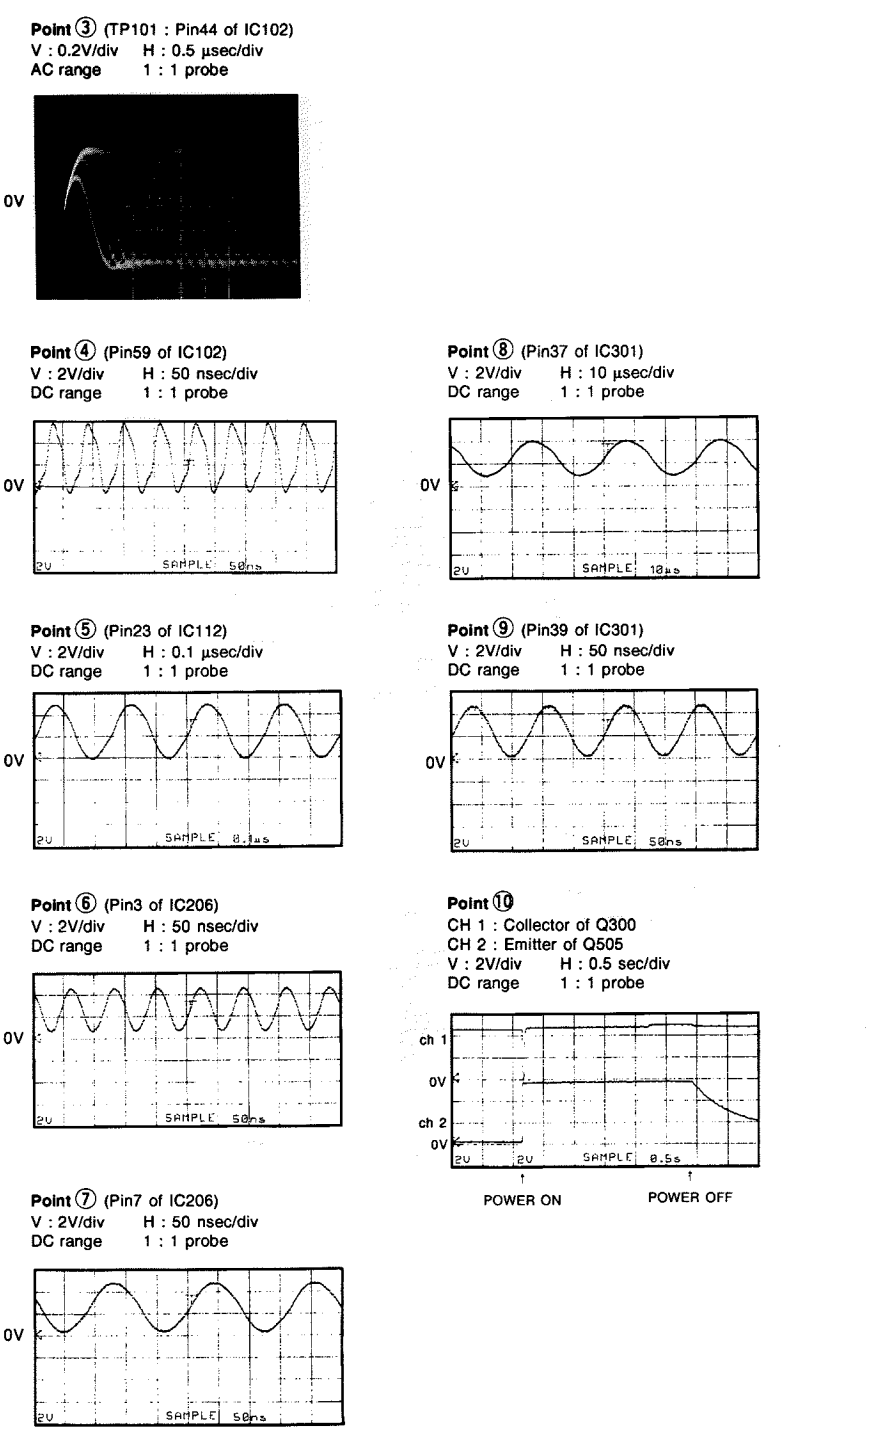 Point ③ (TP101 : Pin44 of IC102)
V : 0.2V/div H : 0.5 μsec/div
AC range 1 : 1 probe
0V
Point ④ (Pin59 of IC102)
V : 2V/div H : 50 nsec/div
DC range 1 : 1 probe
0V
2V SAMPLE 50ns
Point ⑤ (Pin23 of IC112)
V : 2V/div H : 0.1 μsec/div
DC range 1 : 1 probe
0V
2V SAMPLE 0.1μs
Point ⑥ (Pin3 of IC206)
V : 2V/div H : 50 nsec/div
DC range 1 : 1 probe
0V
2V SAMPLE 50ns
Point ⑦ (Pin7 of IC206)
V : 2V/div H : 50 nsec/div
DC range 1 : 1 probe
0V
2V SAMPLE 50ns
Point ⑧ (Pin37 of IC301)
V : 2V/div H : 10 μsec/div
DC range 1 : 1 probe
0V
2V SAMPLE 10μs
Point ⑨ (Pin39 of IC301)
V : 2V/div H : 50 nsec/div
DC range 1 : 1 probe
0V
2V SAMPLE 50ns
Point ⑩
CH 1 : Collector of Q300
CH 2 : Emitter of Q505
V : 2V/div H : 0.5 sec/div
DC range 1 : 1 probe
ch 1
0V
ch 2
0V
2V 2V SAMPLE 0.5s
↑ ↑
POWER ON POWER OFF